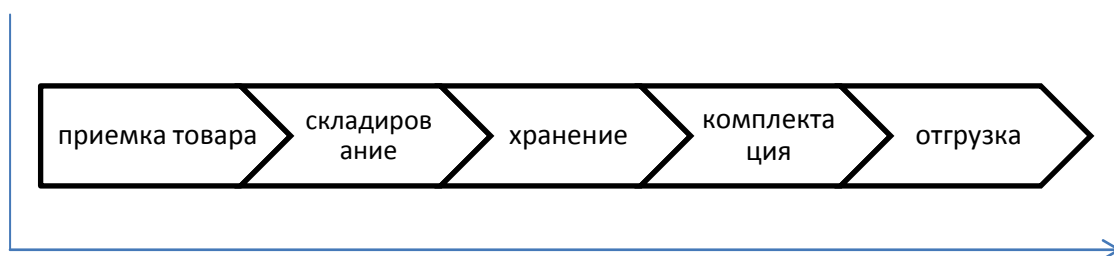 приемка товара
складиров
ание
хранение
комплекта
ция
отгрузка